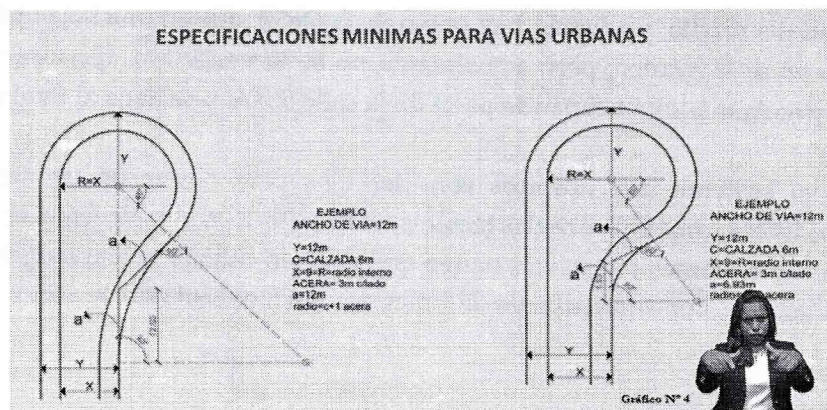 ESPECIFICACIONES MINIMAS PARA VIAS URBANAS
Y
R=X
a
a
Y
X
EJEMPLO
ANCHO DE VIA=12m
Y=12m
C=CALZADA 6m
X=9=R=radio interno
ACERA= 3m c/lado
a=12m
radio=c+1 acera
Y
R=X
a
a
Y
X
EJEMPLO
ANCHO DE VIA=12m
Y=12m
C=CALZADA 6m
X=9=R=radio interno
ACERA= 3m c/lado
a=6.93m
acera
Gráfico Nº 4